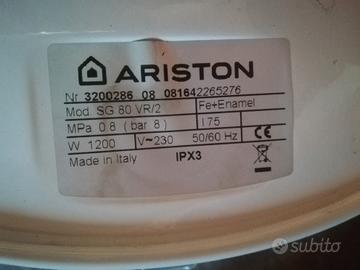 ARISTON
Nr 3200286 08 081642265276
Mod. SG 80 VR/2 Fe+Enamel
MPa 0.8 ( bar 8) l 75
W 1200 V~230 50/60 Hz CE
Made in Italy IPX3
subito